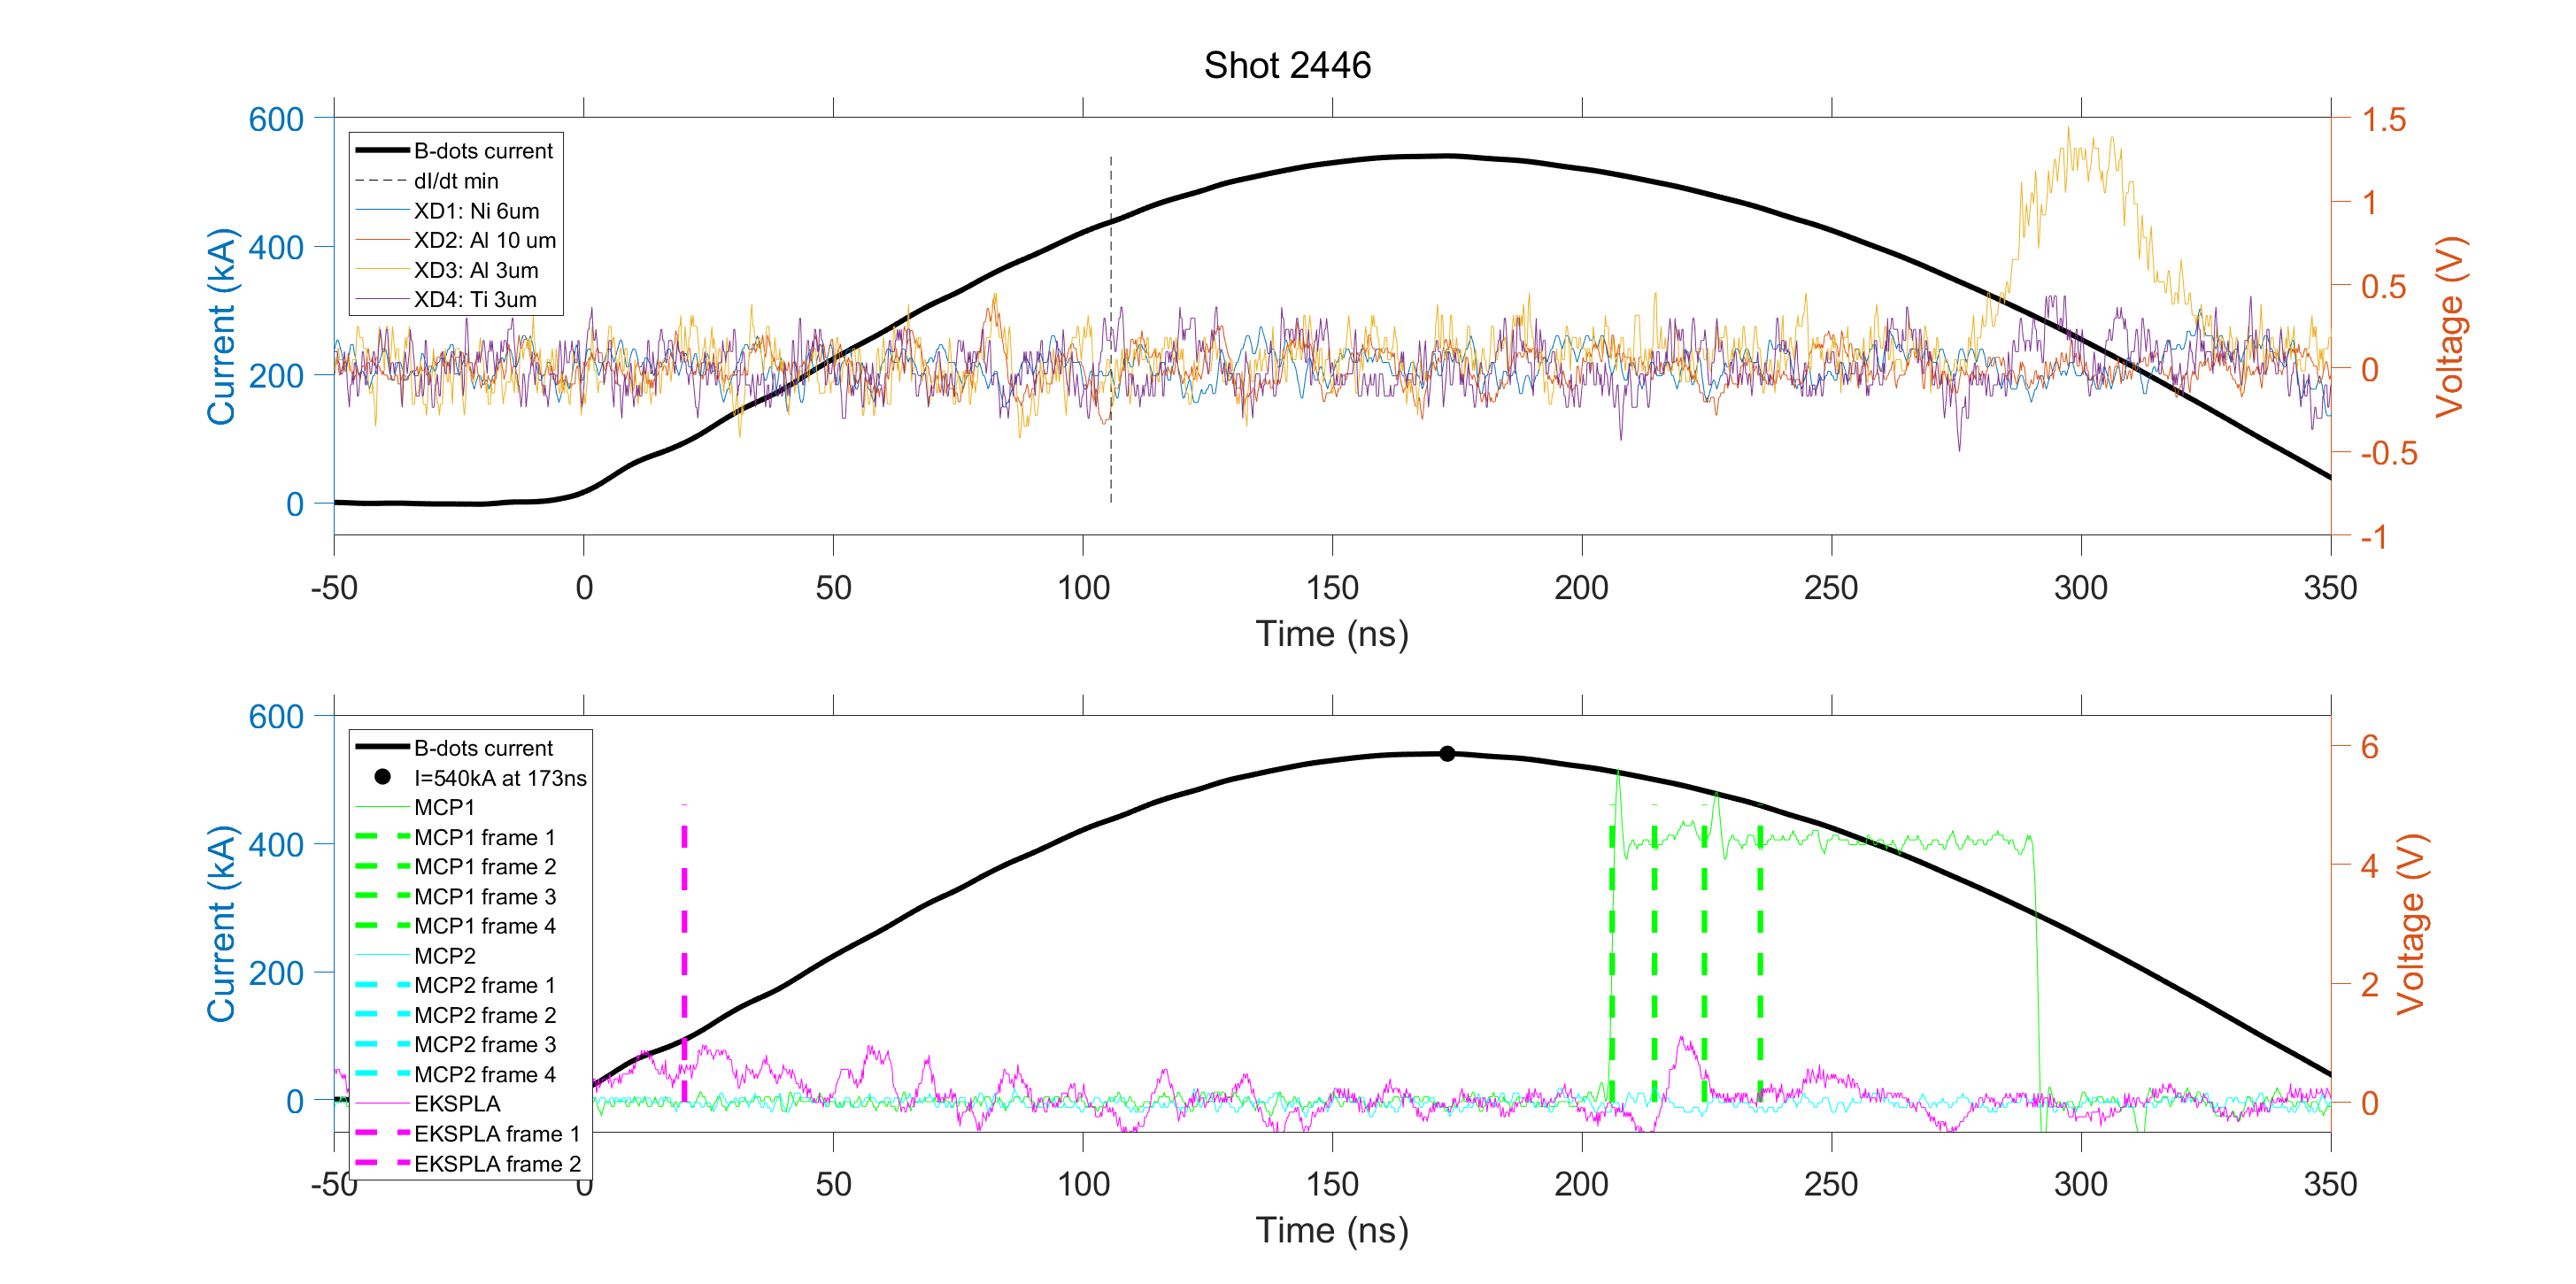 Shot 2446
600
400
200
0
Current (kA)
B-dots current
dI/dt min
XD1: Ni 6um
XD2: Al 10 um
XD3: Al 3um
XD4: Ti 3um
1.5
1
0.5
0
-0.5
-1
Voltage (V)
-50 0 50 100 150 200 250 300 350
Time (ns)
600
400
200
0
Current (kA)
B-dots current
I=540kA at 173ns
MCP1
MCP1 frame 1
MCP1 frame 2
MCP1 frame 3
MCP1 frame 4
MCP2
MCP2 frame 1
MCP2 frame 2
MCP2 frame 3
MCP2 frame 4
EKSPLA
EKSPLA frame 1
EKSPLA frame 2
6
4
2
0
Voltage (V)
-50 0 50 100 150 200 250 300 350
Time (ns)